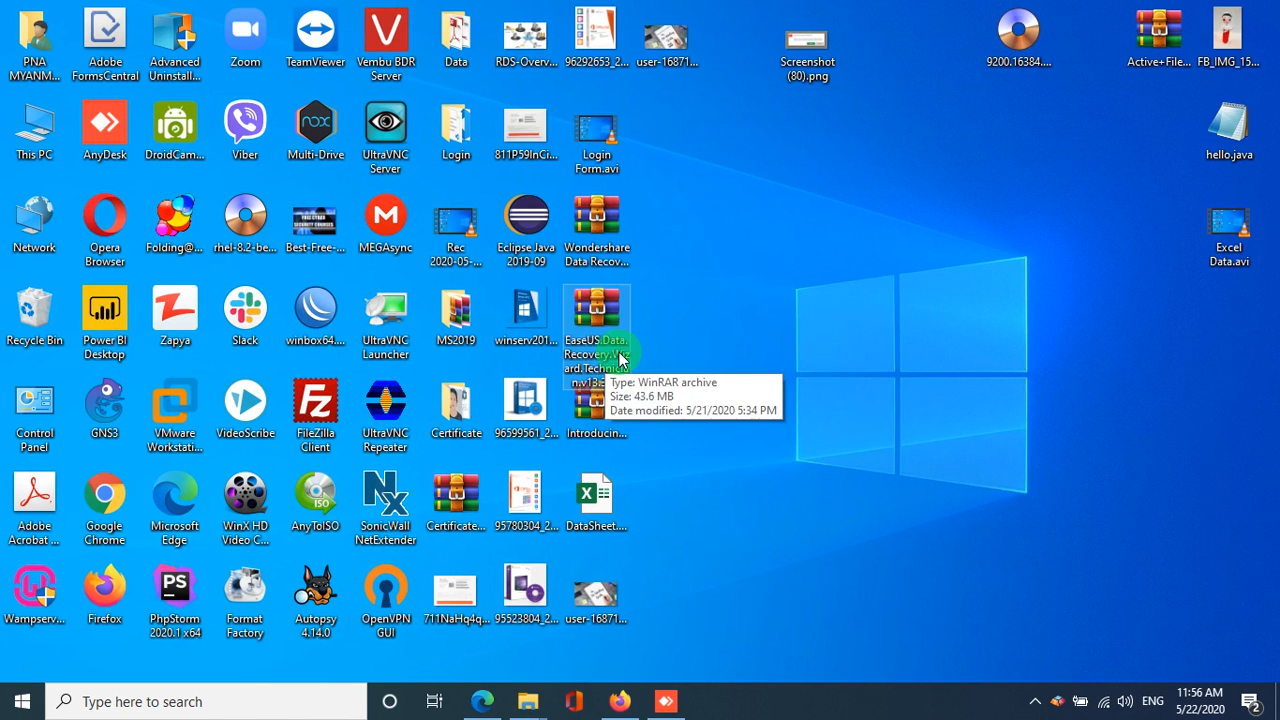 PNA MYANM...
Adobe FormsCentral
Advanced Uninstall...
Zoom
TeamViewer
Vembu BDR Server
Data
RDS-Overv...
96292653_2...
user-16871...
Screenshot (80).png
9200.16384....
Active+File...
FB_IMG_15...
This PC
AnyDesk
DroidCam...
Viber
nox
Multi-Drive
UltraVNC Server
Login
811P59InCi...
Login Form.avi
hello.java
Network
Opera Browser
Folding@...
rhel-8.2-be...
Best-Free-...
MEGAsync
Rec 2020-05-...
Eclipse Java 2019-09
Wondershare Data Recov...
Excel Data.avi
Recycle Bin
Power BI Desktop
Zapya
Slack
winbox64....
UltraVNC Launcher
MS2019
winserv201...
EaseUS.Data.
Recovery.Wiz
Type: WinRAR archive
Size: 43.6 MB
Date modified: 5/21/2020 5:34 PM
Control Panel
GNS3
VMware Workstati...
VideoScribe
FileZilla Client
UltraVNC Repeater
Certificate
96599561_2...
Introducin...
Adobe Acrobat ...
Google Chrome
Microsoft Edge
WinX HD Video C...
ISO
AnyToISO
SonicWall NetExtender
Certificate...
95780304_2...
DataSheet....
Wampserv...
Firefox
PS
PhpStorm 2020.1 x64
Format Factory
Autopsy 4.14.0
OpenVPN GUI
711NaHq4q...
95523804_2...
user-16871...
Type here to search
ENG
11:56 AM
5/22/2020
2